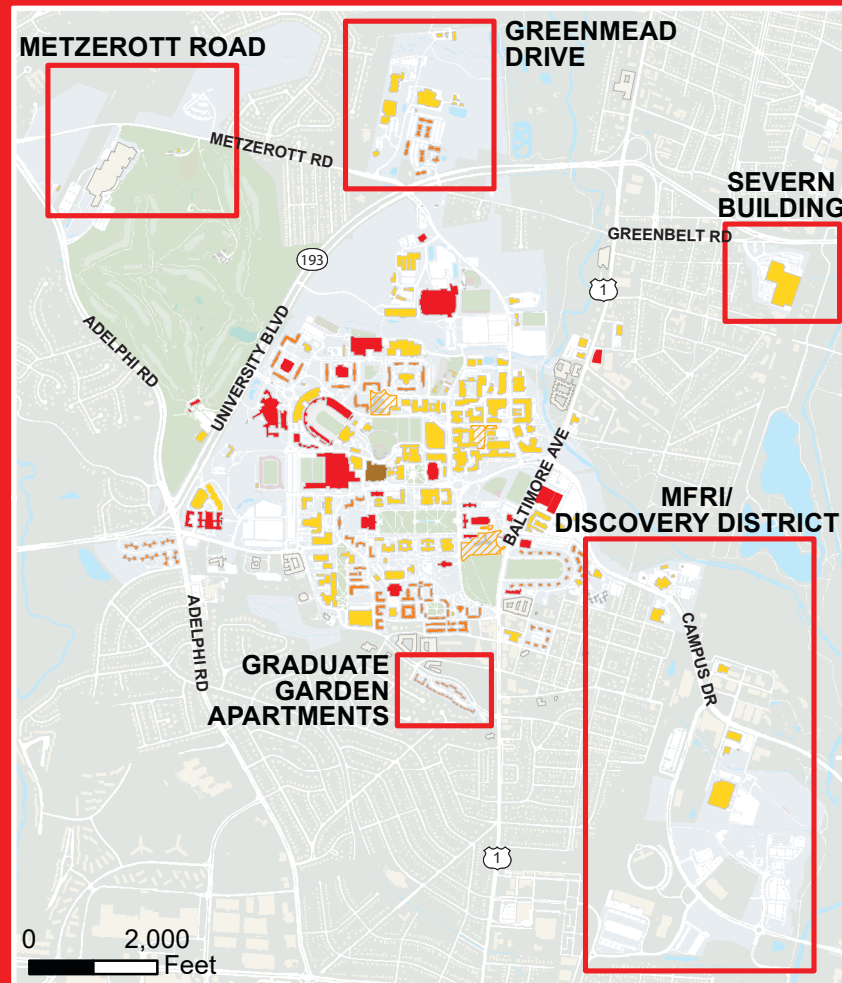 METZEROTT ROAD
GREENMEAD
DRIVE
METZEROTT RD
SEVERN
BUILDING
GREENBELT RD
193
1
ADELPHI RD
UNIVERSITY BLVD
BALTIMORE AVE
MFRI/
DISCOVERY DISTRICT
ADELPHI RD
CAMPUS DR
GRADUATE
GARDEN
APARTMENTS
1
0 2,000
Feet